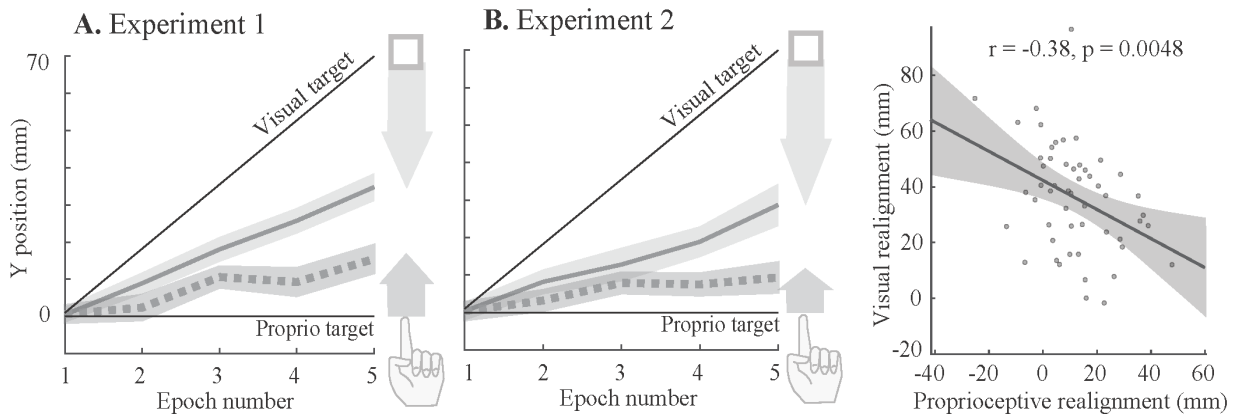 A. Experiment 1
70
Y position (mm)
0
Visual target
Proprio target
1 2 3 4 5
Epoch number
B. Experiment 2
Visual target
Proprio target
1 2 3 4 5
Epoch number
r = -0.38, p = 0.0048
Visual realignment (mm)
80
60
40
20
0
-20
-40 -20 0 20 40 60
Proprioceptive realignment (mm)